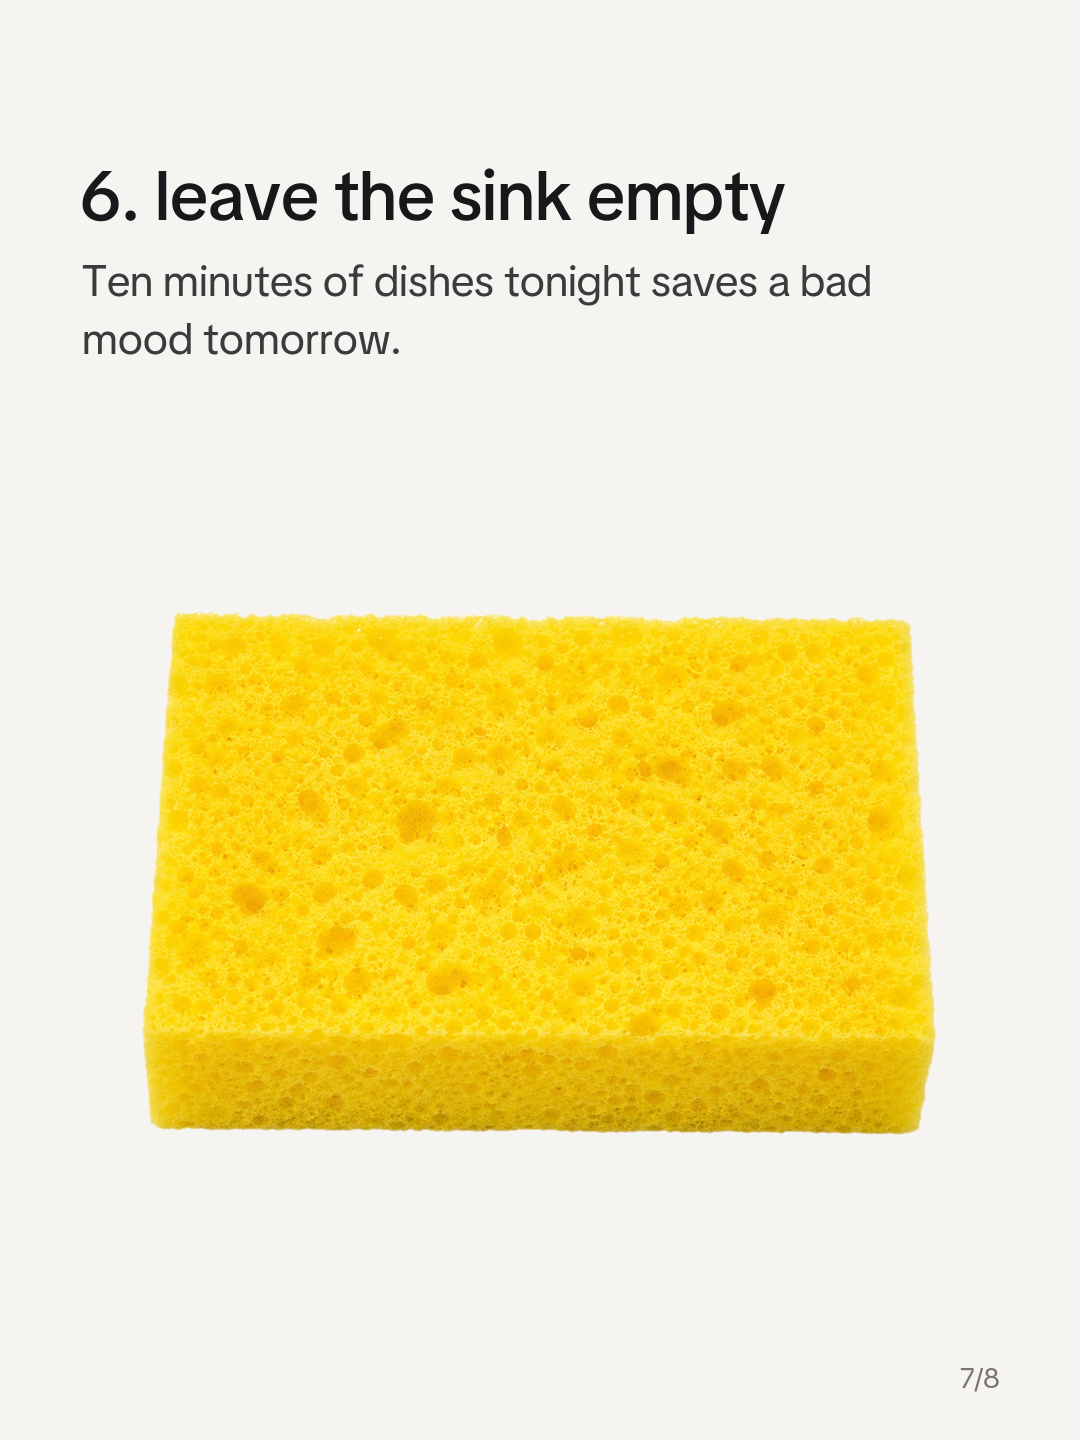 6. leave the sink empty
Ten minutes of dishes tonight saves a bad
mood tomorrow.
7/8